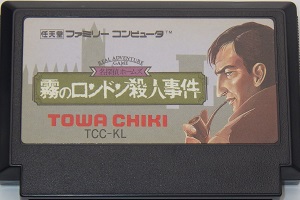 任天堂 ファミリー コンピュータ™
REAL ADVENTURE
GAME
名探偵 ホームズ
霧のロンドン殺人事件
TOWA CHIKI
TCC-KL